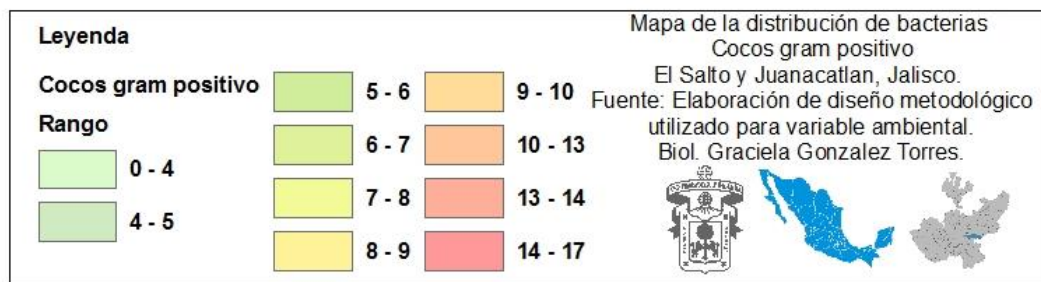 Leyenda
Cocos gram positivo
Rango
0 - 4
4 - 5
5 - 6
6 - 7
7 - 8
8 - 9
9 - 10
10 - 13
13 - 14
14 - 17
Mapa de la distribución de bacterias
Cocos gram positivo
El Salto y Juanacatlan, Jalisco.
Fuente: Elaboración de diseño metodológico
utilizado para variable ambiental.
Biol. Graciela Gonzalez Torres.